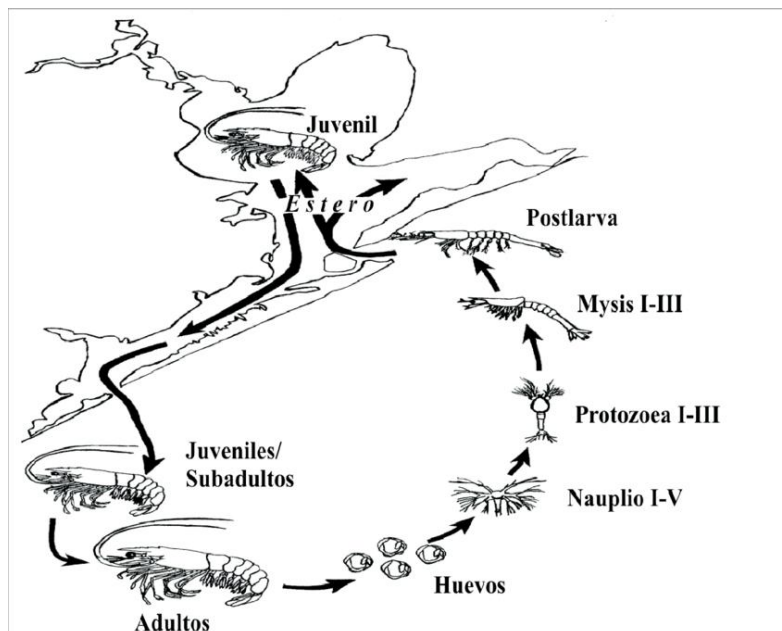 Juvenil
Estero
Postlarva
Mysis I-III
Protozoea I-III
Juveniles/
Subadultos
Nauplio I-V
Huevos
Adultos